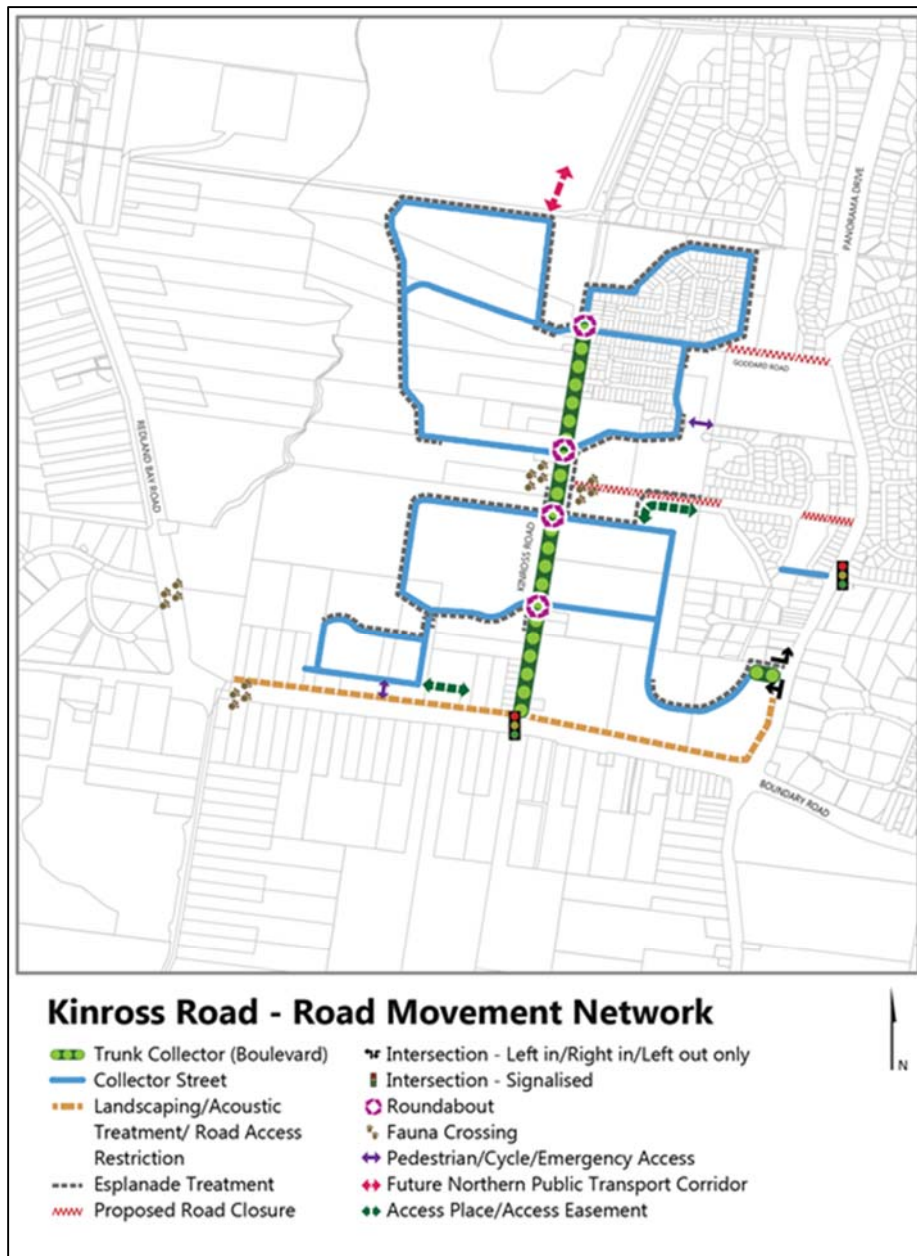 PANORAMA DRIVE
GODDARD ROAD
REDLAND BAY ROAD
KINROSS ROAD
BOUNDARY ROAD
Kinross Road - Road Movement Network
Trunk Collector (Boulevard)
Collector Street
Landscaping/Acoustic
Treatment/ Road Access
Restriction
Esplanade Treatment
Proposed Road Closure
Intersection - Left in/Right in/Left out only
Intersection - Signalised
Roundabout
Fauna Crossing
Pedestrian/Cycle/Emergency Access
Future Northern Public Transport Corridor
Access Place/Access Easement
N